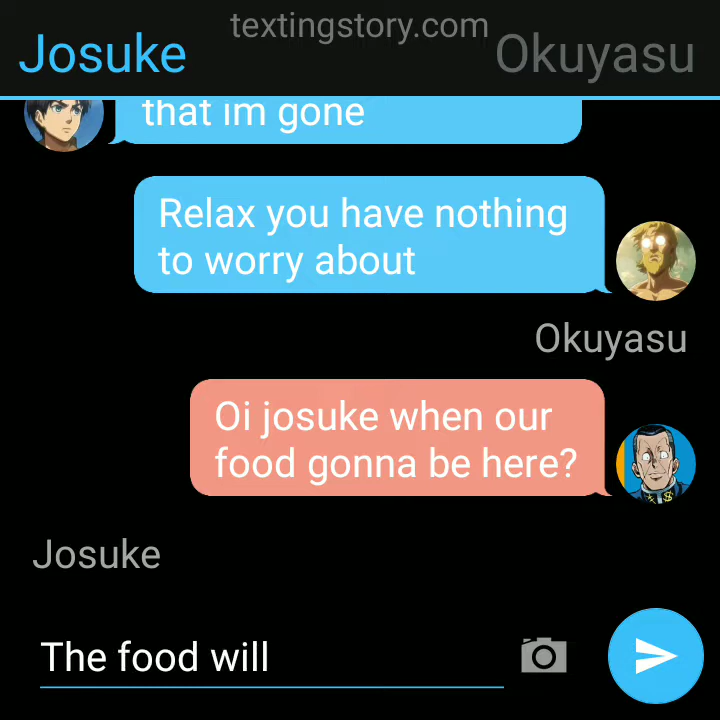 textingstory.com
Josuke
Okuyasu
that im gone
Relax you have nothing
to worry about
Okuyasu
Oi josuke when our
food gonna be here?
Josuke
The food will